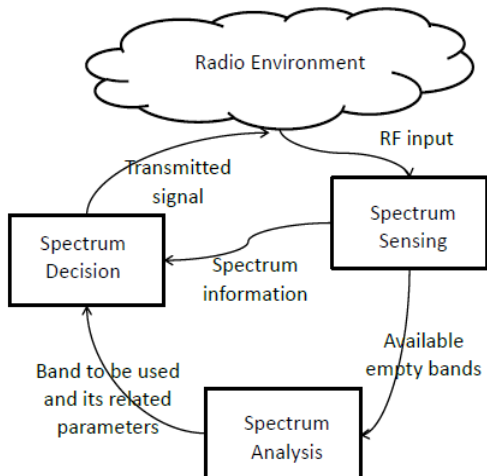 Radio Environment
RF input
Transmitted
signal
Spectrum
Sensing
Spectrum
Decision
Spectrum
information
Available
empty bands
Band to be used
and its related
parameters
Spectrum
Analysis